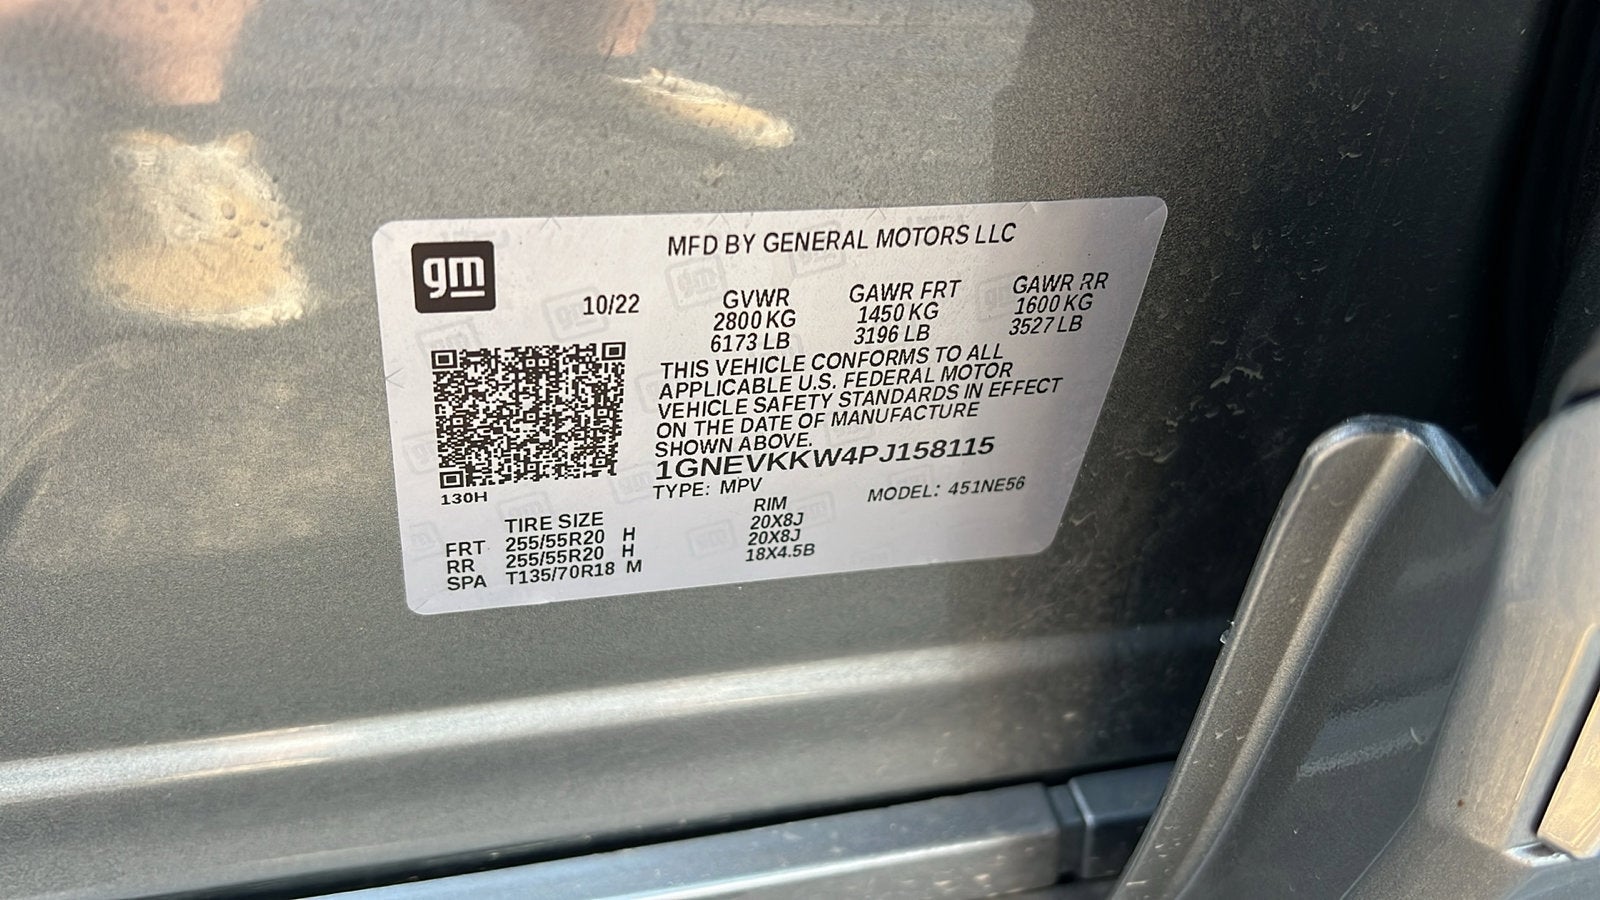 gm
MFD BY GENERAL MOTORS LLC
10/22
GVWR GAWR FRT GAWR RR
2800 KG 1450 KG 1600 KG
6173 LB 3196 LB 3527 LB
THIS VEHICLE CONFORMS TO ALL
APPLICABLE U.S. FEDERAL MOTOR
VEHICLE SAFETY STANDARDS IN EFFECT
ON THE DATE OF MANUFACTURE
SHOWN ABOVE.
1GNEVKKW4PJ158115
TYPE: MPV MODEL: 451NE56
130H
TIRE SIZE RIM
FRT 255/55R20 H 20X8J
RR 255/55R20 H 20X8J
SPA T135/70R18 M 18X4.5B